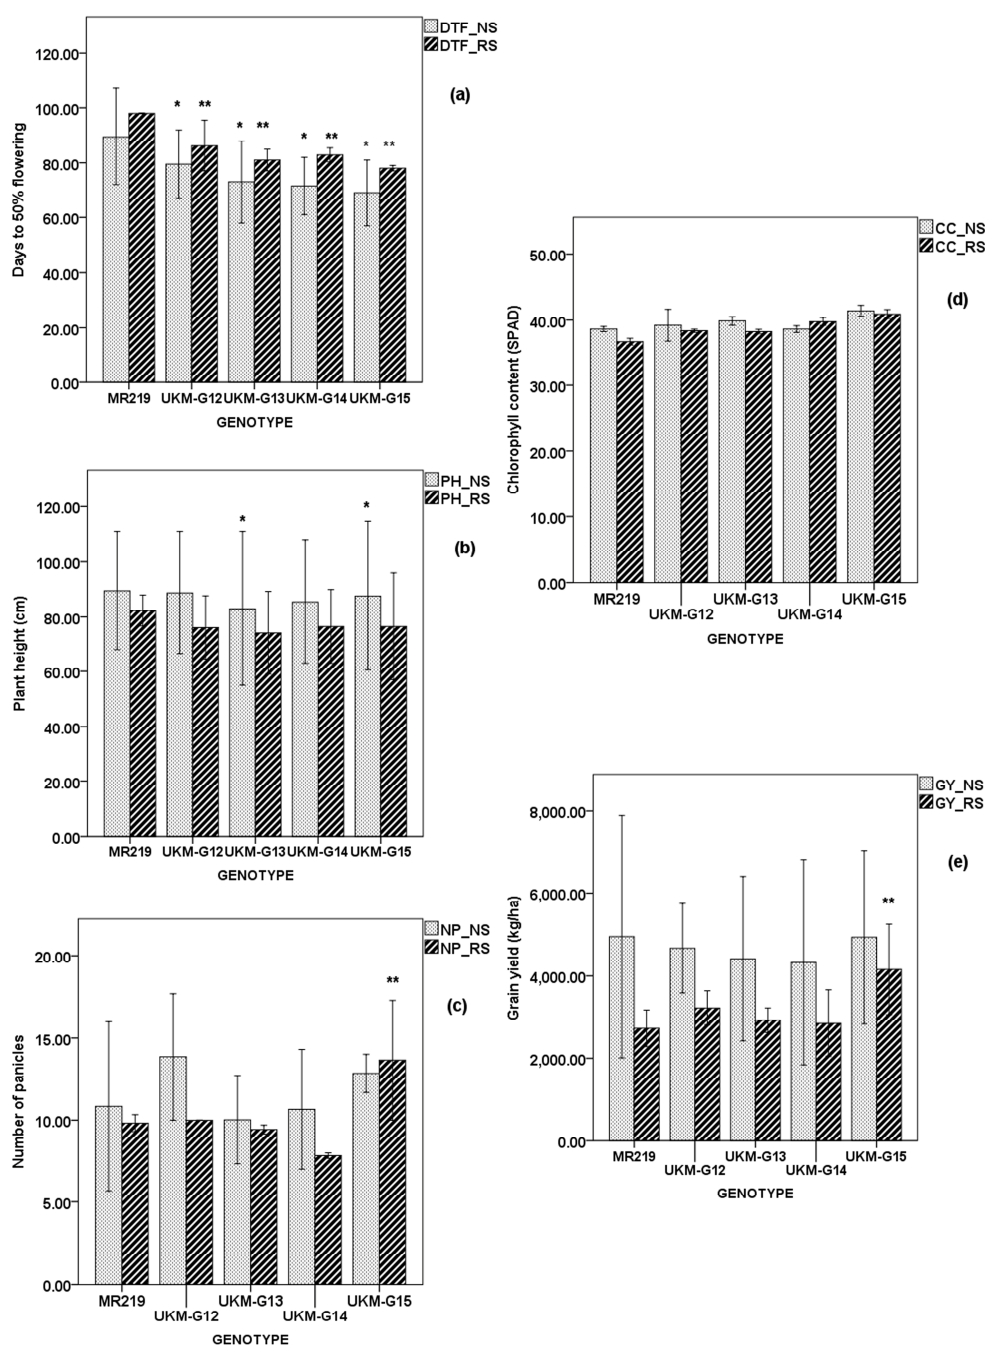 DTF_NS
DTF_RS
(a)
120.00
100.00
80.00
60.00
40.00
20.00
0.00
Days to 50% flowering
* ** * ** * ** * **
MR219 UKM-G12 UKM-G13 UKM-G14 UKM-G15
GENOTYPE
PH_NS
PH_RS
(b)
120.00
100.00
80.00
60.00
40.00
20.00
0.00
Plant height (cm)
* *
MR219 UKM-G12 UKM-G13 UKM-G14 UKM-G15
GENOTYPE
NP_NS
NP_RS
(c)
20.00
15.00
10.00
5.00
0.00
Number of panicles
**
MR219 UKM-G13 UKM-G15
UKM-G12 UKM-G14
GENOTYPE
CC_NS
CC_RS
(d)
50.00
40.00
30.00
20.00
10.00
0.00
Chlorophyll content (SPAD)
MR219 UKM-G13 UKM-G15
UKM-G12 UKM-G14
GENOTYPE
GY_NS
GY_RS
(e)
8,000.00
6,000.00
4,000.00
2,000.00
0.00
Grain yield (kg/ha)
**
MR219 UKM-G13 UKM-G15
UKM-G12 UKM-G14
GENOTYPE